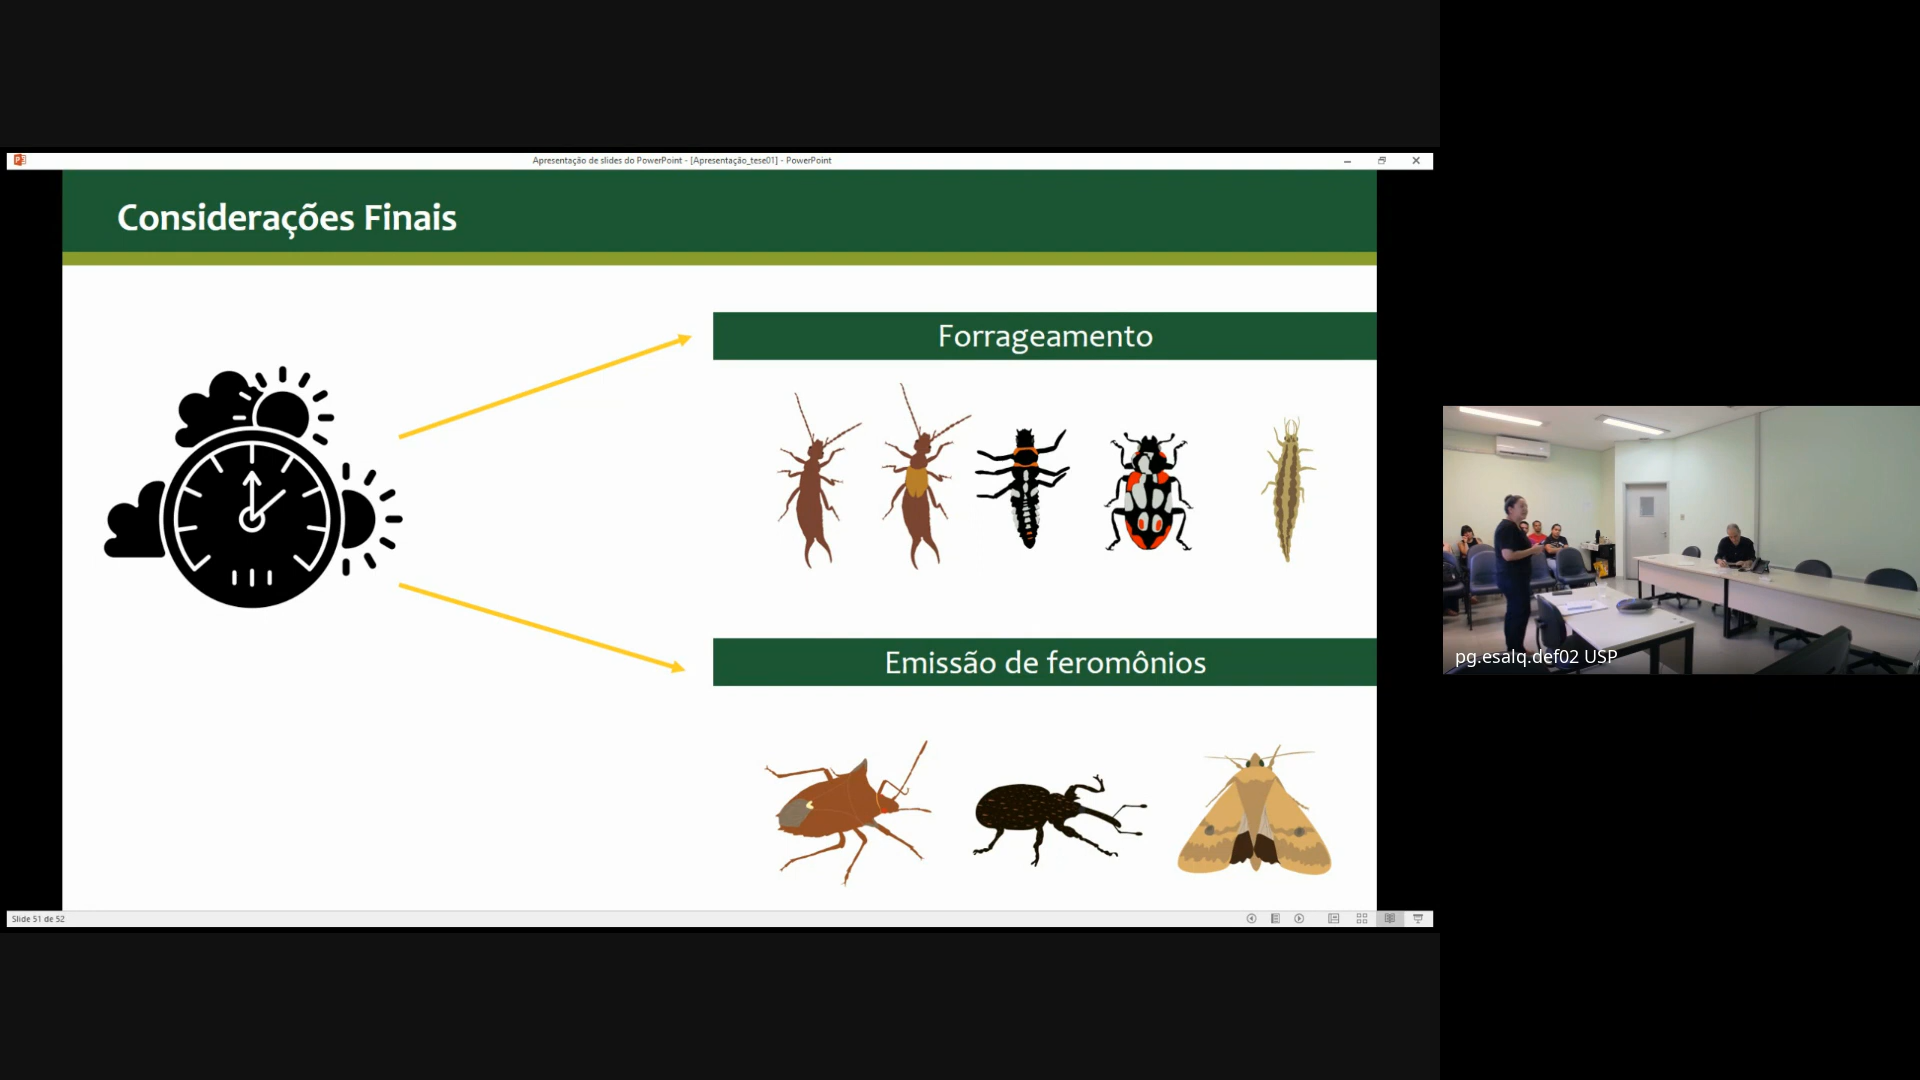 Apresentação de slides do PowerPoint - [Apresentação_tese01] - PowerPoint
Considerações Finais
Forrageamento
Emissão de feromônios
pg.esalq.def02 USP
Slide 51 de 52